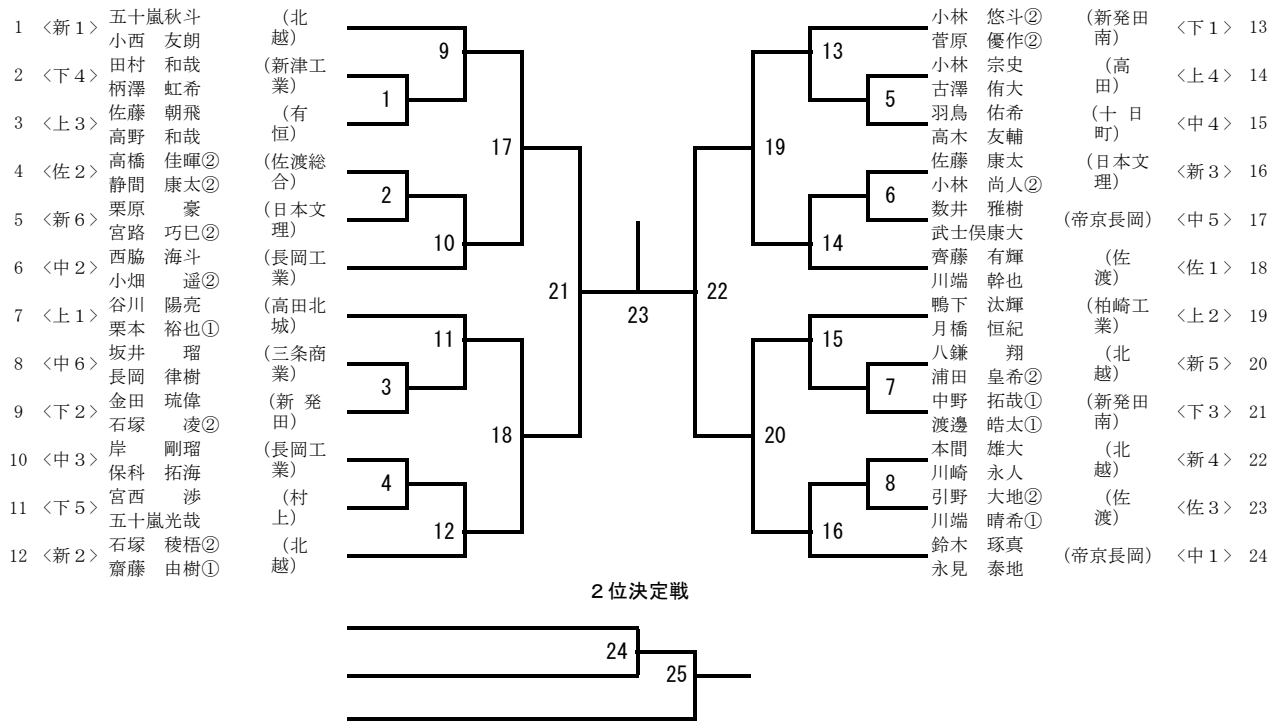 1 <新1> 五十嵐秋斗 小西 友朗 (北越)
2 <下4> 田村 和哉 柄澤 虹希 (新津工業)
3 <上3> 佐藤 朝飛 高野 和哉 (有恒)
4 <佐2> 高橋 佳暉② 静間 康太② (佐渡総合)
5 <新6> 栗原 豪 宮路 巧巳② (日本文理)
6 <中2> 西脇 海斗 小畑 遥② (長岡工業)
7 <上1> 谷川 陽亮 栗本 裕也① (高田北城)
8 <中6> 坂井 瑠 長岡 律樹 (三条商業)
9 <下2> 金田 琉偉 石塚 凌② (新発田)
10 <中3> 岸 剛瑠 保科 拓海 (長岡工業)
11 <下5> 宮西 渉 五十嵐光哉 (村上)
12 <新2> 石塚 稜梧② 齋藤 由樹① (北越)
9
1
17
2
10
21
11
3
18
4
12
23
13
5
19
6
14
22
15
7
20
8
16
小林 悠斗② 菅原 優作② (新発田南) <下1> 13
小林 宗史 古澤 侑大 (高田) <上4> 14
羽鳥 佑希 高木 友輔 (十日町) <中4> 15
佐藤 康太 小林 尚人② (日本文理) <新3> 16
数井 雅樹 武士俣康大 (帝京長岡) <中5> 17
齊藤 有輝 川端 幹也 (佐渡) <佐1> 18
鴨下 汰輝 月橋 恒紀 (柏崎工業) <上2> 19
八鎌 翔 浦田 皇希② (北越) <新5> 20
中野 拓哉① 渡邊 皓太① (新発田南) <下3> 21
本間 雄大 川崎 永人 (北越) <新4> 22
引野 大地② 川端 晴希① (佐渡) <佐3> 23
鈴木 琢真 永見 泰地 (帝京長岡) <中1> 24
2位決定戦
24
25